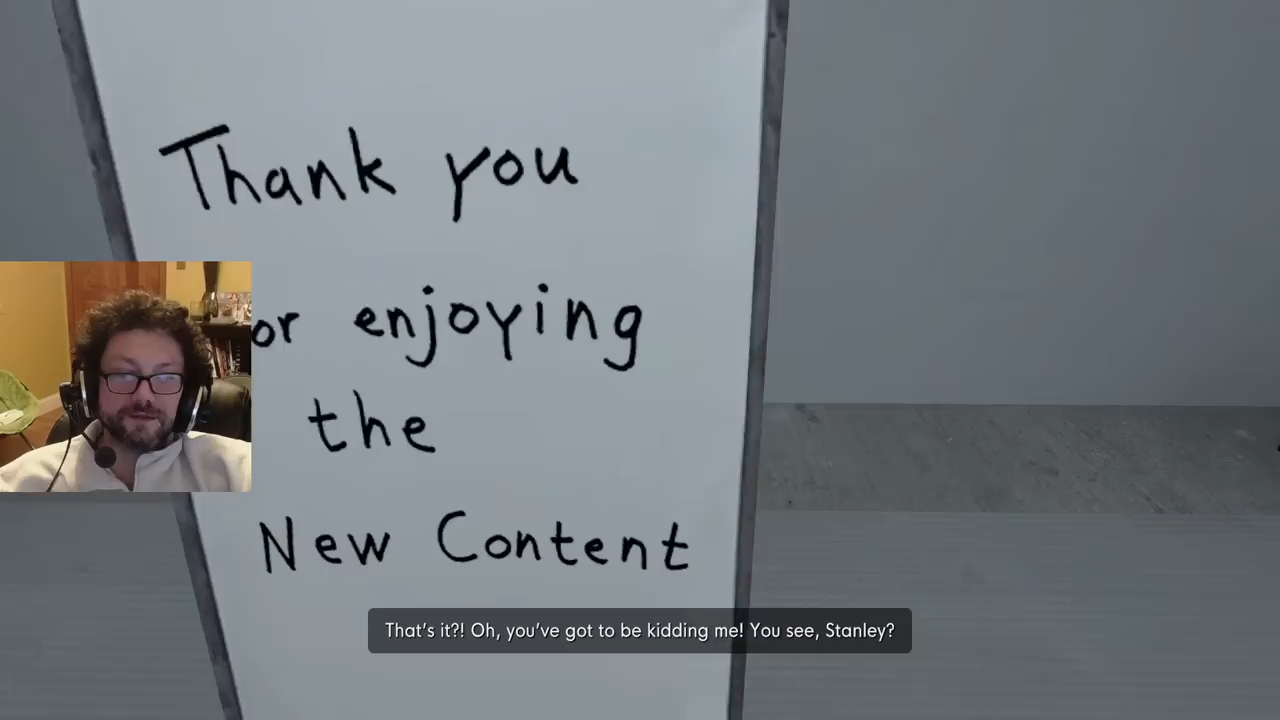 Thank you
or enjoying
the
New Content
That's it?! Oh, you've got to be kidding me! You see, Stanley?